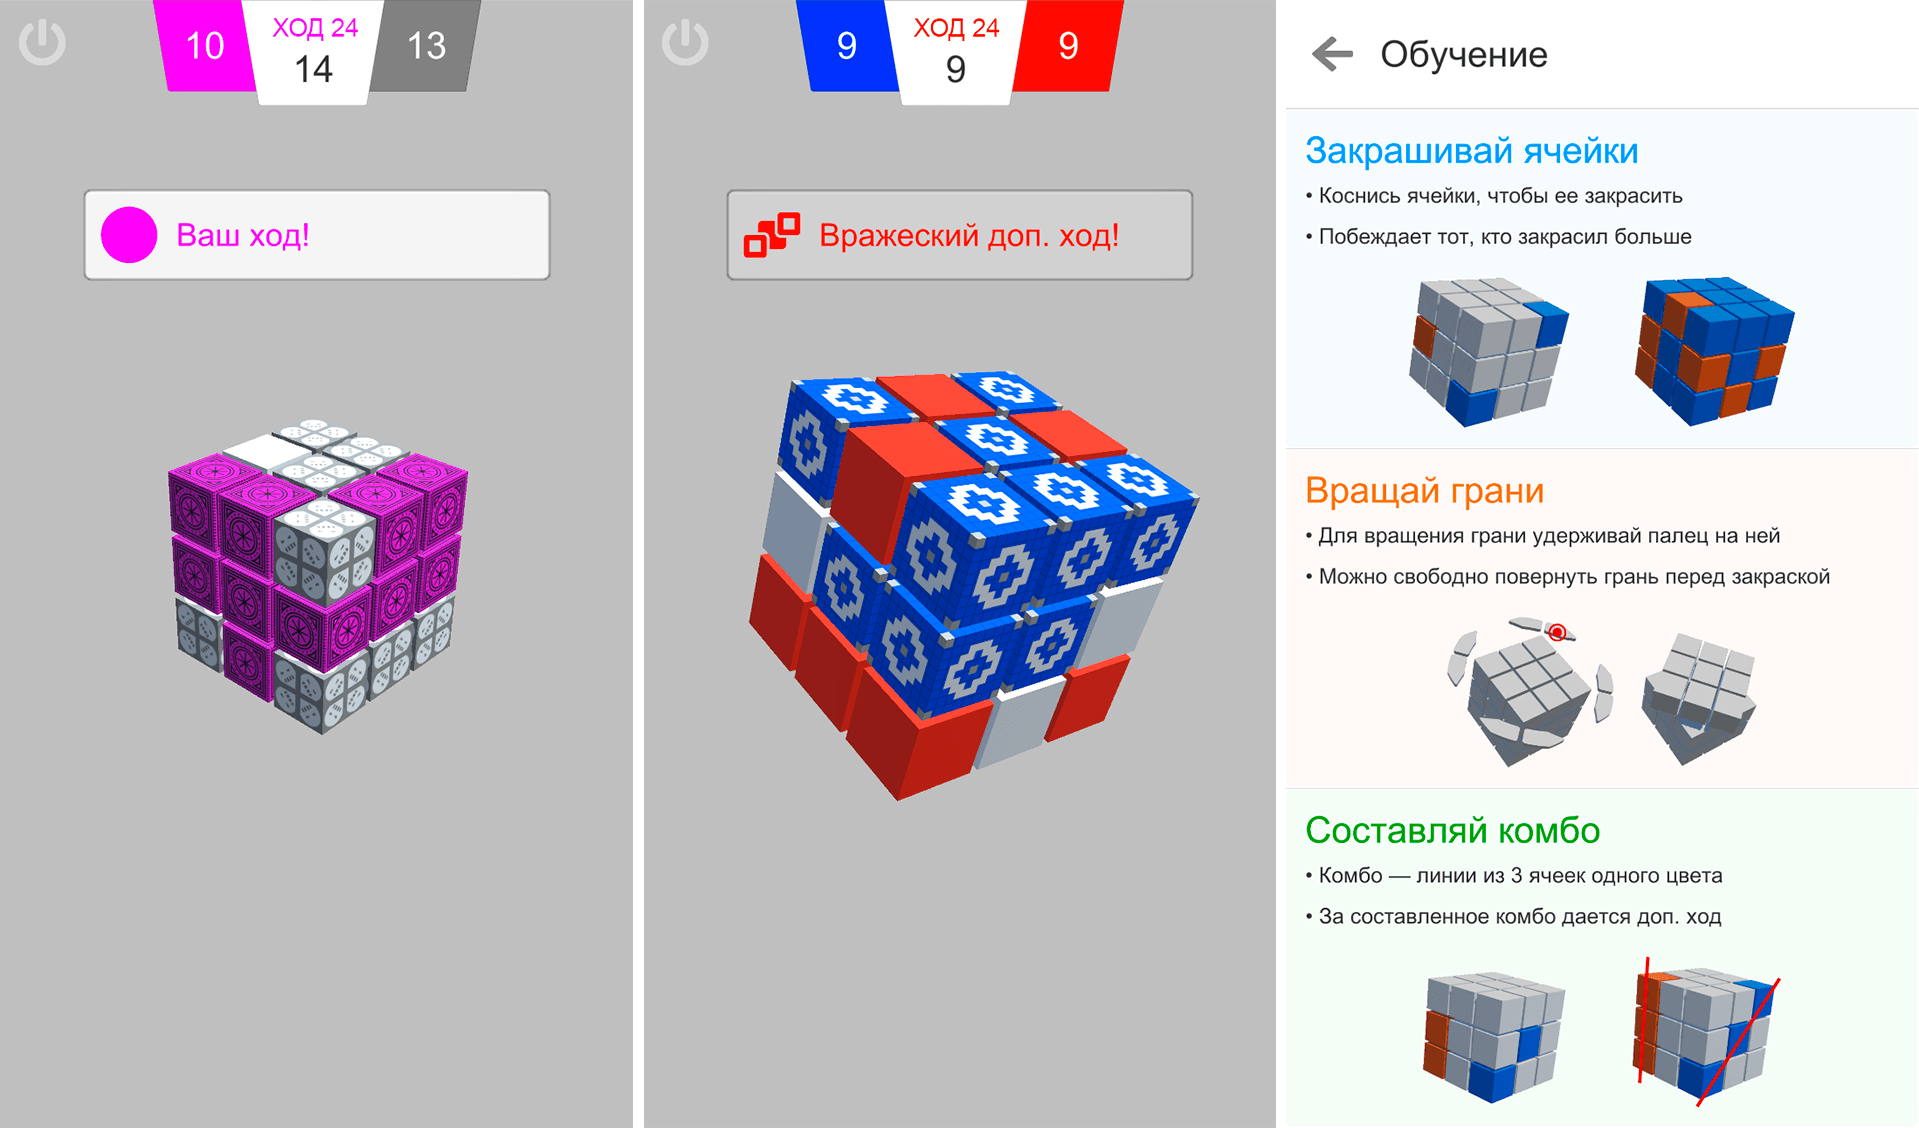 10
ХОД 24
14
13
Ваш ход!
9
ХОД 24
9
9
Вражеский доп. ход!
Обучение
Закрашивай ячейки
• Коснись ячейки, чтобы ее закрасить
• Побеждает тот, кто закрасил больше
Вращай грани
• Для вращения грани удерживай палец на ней
• Можно свободно повернуть грань перед закраской
Составляй комбо
• Комбо — линии из 3 ячеек одного цвета
• За составленное комбо дается доп. ход